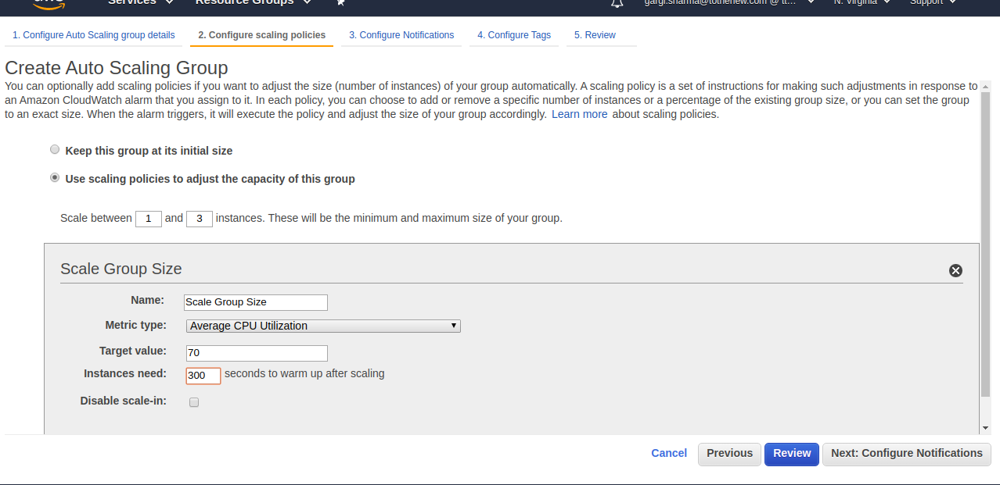 Services Resource Groups gargi.sharma@tothenew.com @ tt... N. Virginia Support
1. Configure Auto Scaling group details 2. Configure scaling policies 3. Configure Notifications 4. Configure Tags 5. Review
Create Auto Scaling Group
You can optionally add scaling policies if you want to adjust the size (number of instances) of your group automatically. A scaling policy is a set of instructions for making such adjustments in response to
an Amazon CloudWatch alarm that you assign to it. In each policy, you can choose to add or remove a specific number of instances or a percentage of the existing group size, or you can set the group
to an exact size. When the alarm triggers, it will execute the policy and adjust the size of your group accordingly. Learn more about scaling policies.
Keep this group at its initial size
Use scaling policies to adjust the capacity of this group
Scale between 1 and 3 instances. These will be the minimum and maximum size of your group.
Scale Group Size
Name: Scale Group Size
Metric type: Average CPU Utilization
Target value: 70
Instances need: 300 seconds to warm up after scaling
Disable scale-in:
Cancel Previous Review Next: Configure Notifications